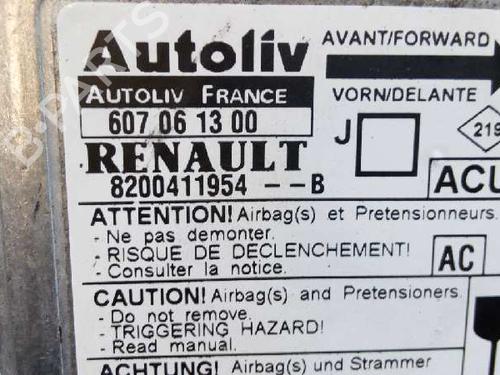 Autoliv
AVANT/FORWARD
AUTOLIV FRANCE
VORN/DELANTE
607 06 13 00
J
219
RENAULT
8200411954 --B
ACU
ATTENTION! Airbag(s) et Pretensionneurs.
- Ne pas demonter.
- RISQUE DE DECLENCHEMENT!
- Consulter la notice.
AC
CAUTION! Airbag(s) and Pretensioners.
- Do not remove.
- TRIGGERING HAZARD!
- Read manual.
ACHTUNG! Airbag(s) und Strammer
B-PARTS